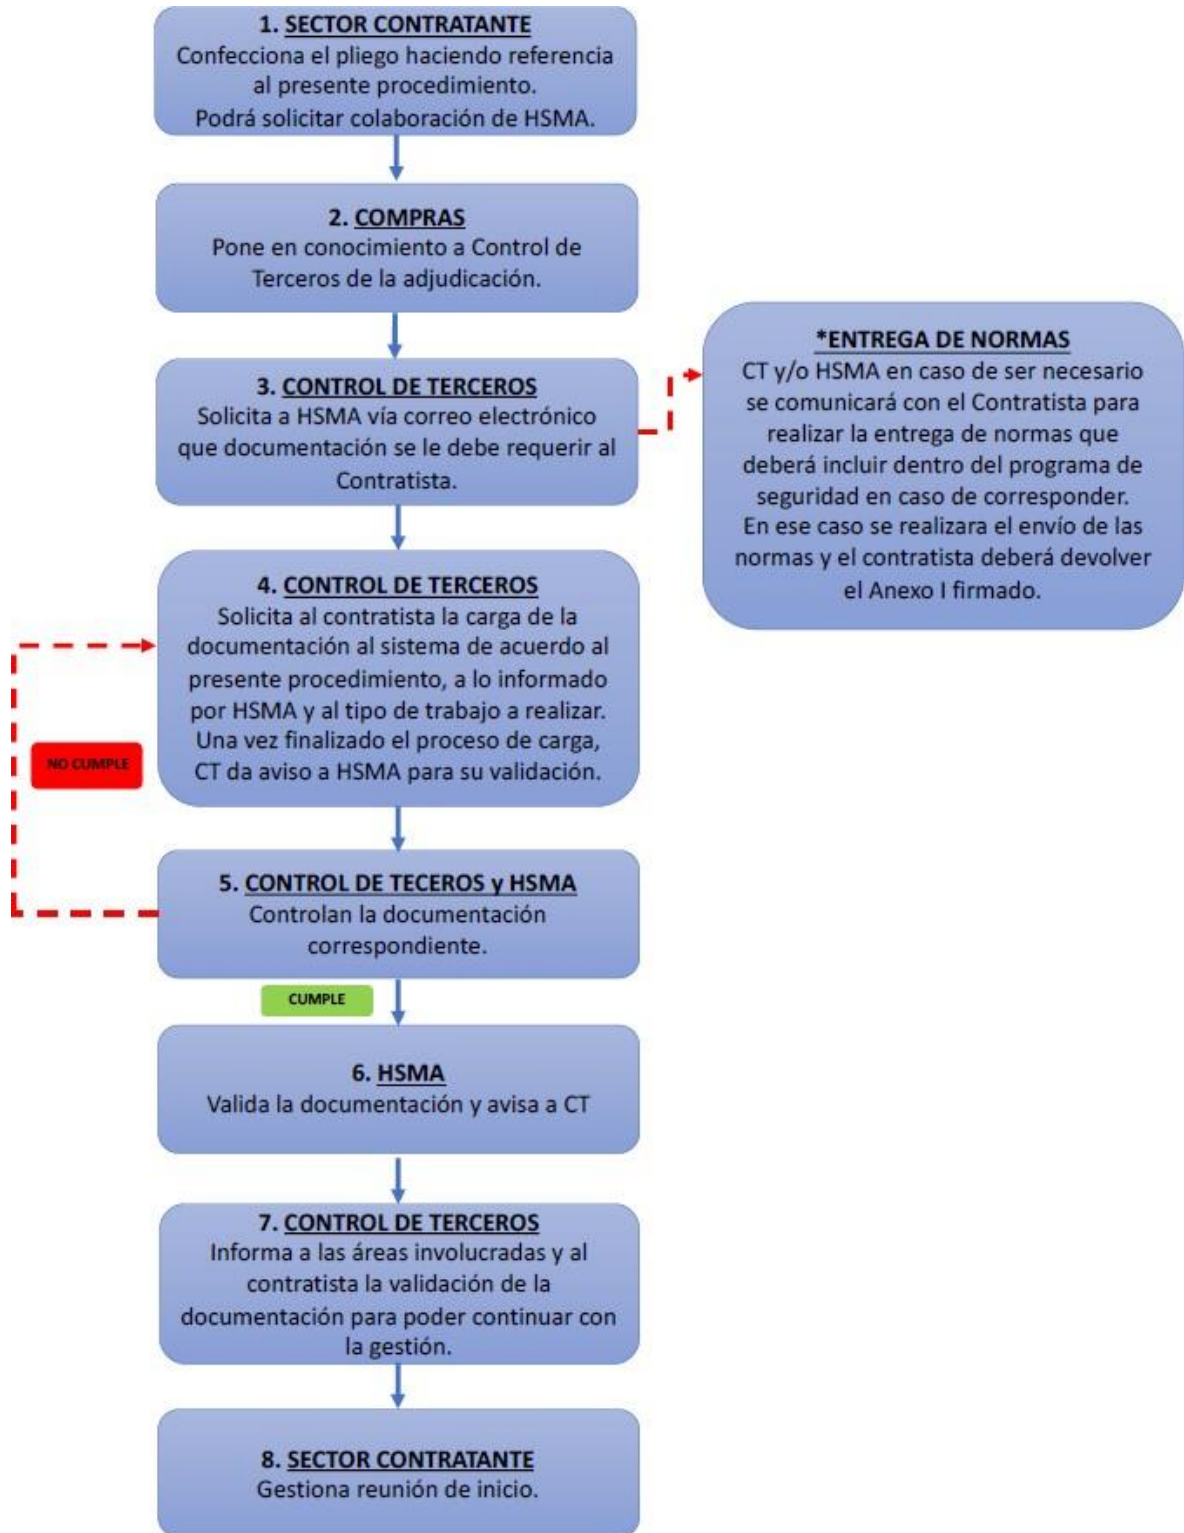 1. SECTOR CONTRATANTE
Confecciona el pliego haciendo referencia
al presente procedimiento.
Podrá solicitar colaboración de HSMA.
2. COMPRAS
Pone en conocimiento a Control de
Terceros de la adjudicación.
3. CONTROL DE TERCEROS
Solicita a HSMA vía correo electrónico
que documentación se le debe requerir al
Contratista.
*ENTREGA DE NORMAS
CT y/o HSMA en caso de ser necesario
se comunicará con el Contratista para
realizar la entrega de normas que
deberá incluir dentro del programa de
seguridad en caso de corresponder.
En ese caso se realizara el envío de las
normas y el contratista deberá devolver
el Anexo I firmado.
4. CONTROL DE TERCEROS
Solicita al contratista la carga de la
documentación al sistema de acuerdo al
presente procedimiento, a lo informado
por HSMA y al tipo de trabajo a realizar.
Una vez finalizado el proceso de carga,
CT da aviso a HSMA para su validación.
NO CUMPLE
5. CONTROL DE TECEROS y HSMA
Controlan la documentación
correspondiente.
CUMPLE
6. HSMA
Valida la documentación y avisa a CT
7. CONTROL DE TERCEROS
Informa a las áreas involucradas y al
contratista la validación de la
documentación para poder continuar con
la gestión.
8. SECTOR CONTRATANTE
Gestiona reunión de inicio.